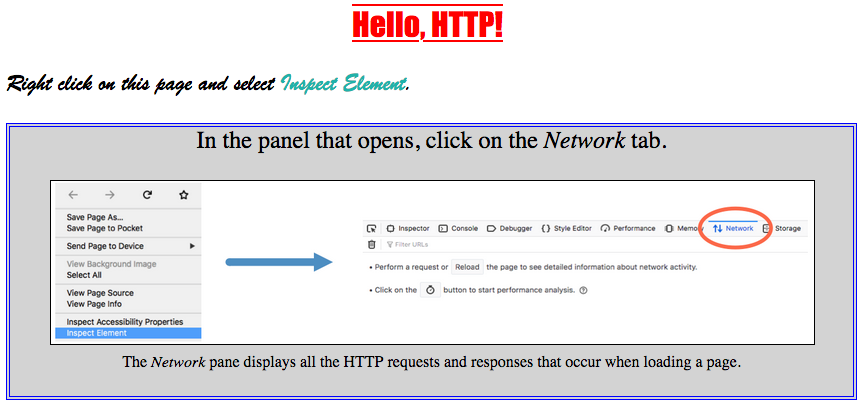 Hello, HTTP!
Right click on this page and select Inspect Element.
In the panel that opens, click on the Network tab.
Save Page As...
Save Page to Pocket
Send Page to Device
View Background Image
Select All
View Page Source
View Page Info
Inspect Accessibility Properties
Inspect Element
Inspector Console Debugger Style Editor Performance Memory Network Storage
Filter URLs
• Perform a request or Reload the page to see detailed information about network activity.
• Click on the button to start performance analysis.
The Network pane displays all the HTTP requests and responses that occur when loading a page.